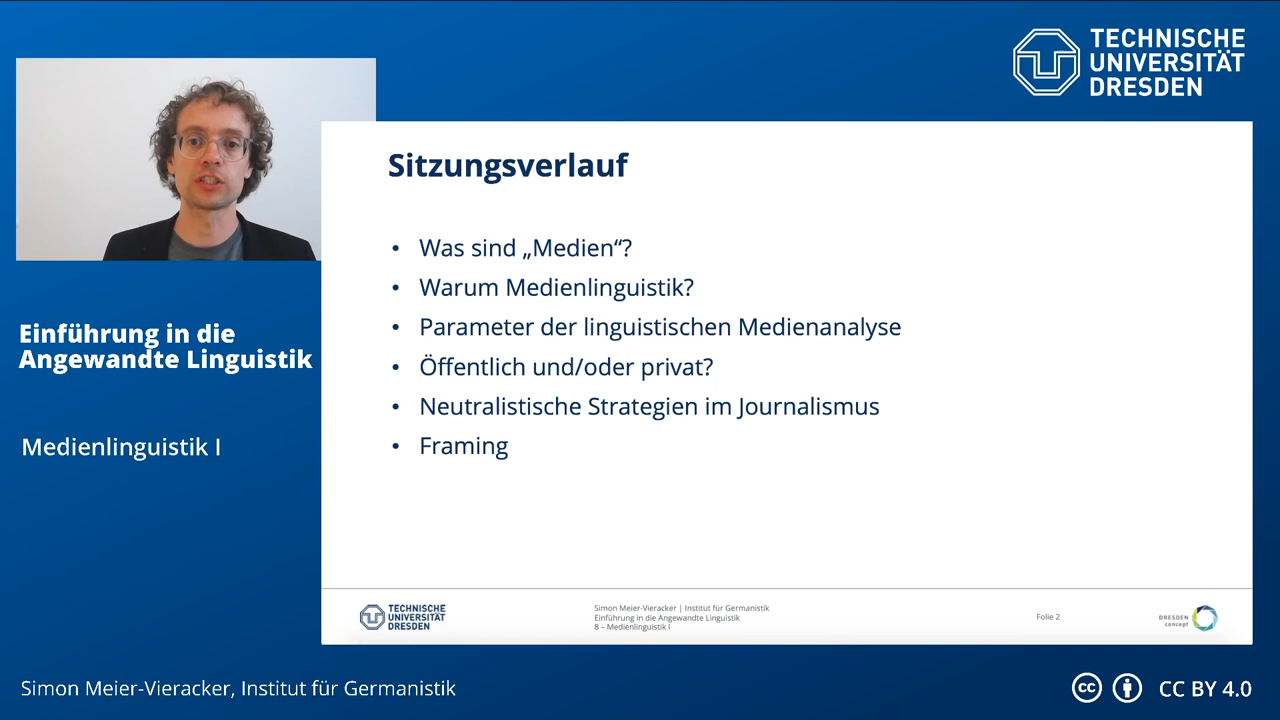 TECHNISCHE
UNIVERSITÄT
DRESDEN
Sitzungsverlauf
• Was sind „Medien“?
• Warum Medienlinguistik?
• Parameter der linguistischen Medienanalyse
• Öffentlich und/oder privat?
• Neutralistische Strategien im Journalismus
• Framing
Einführung in die
Angewandte Linguistik
Medienlinguistik I
TECHNISCHE
UNIVERSITÄT
DRESDEN
Simon Meier-Vieracker | Institut für Germanistik
Einführung in die Angewandte Linguistik
8 – Medienlinguistik I
Folie 2
DRESDEN
concept
Simon Meier-Vieracker, Institut für Germanistik
cc
CC BY 4.0